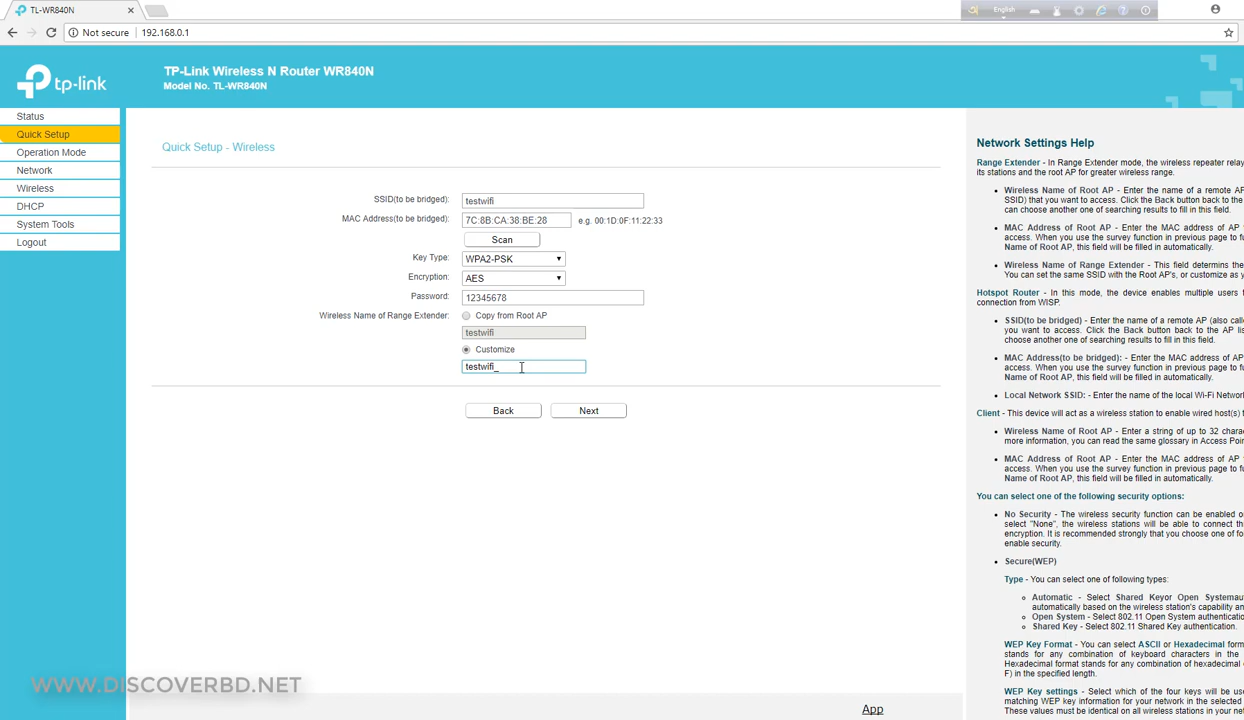 TL-WR840N
English
Not secure
192.168.0.1
tp-link
TP-Link Wireless N Router WR840N
Model No. TL-WR840N
Status
Quick Setup
Operation Mode
Network
Wireless
DHCP
System Tools
Logout
Quick Setup - Wireless
SSID(to be bridged):
testwifi
MAC Address(to be bridged):
7C:8B:CA:38:BE:28
e.g. 00:1D:0F:11:22:33
Scan
Key Type:
WPA2-PSK
Encryption:
AES
Password:
12345678
Wireless Name of Range Extender:
Copy from Root AP
testwifi
Customize
testwifi_
Back
Next
Network Settings Help
Range Extender - In Range Extender mode, the wireless repeater relay
its stations and the root AP for greater wireless range.
Wireless Name of Root AP - Enter the name of a remote AP
SSID) that you want to access. Click the Back button back to the AP
can choose another one of searching results to fill in this field.
MAC Address of Root AP - Enter the MAC address of AP
access. When you use the survey function in previous page to fu
Name of Root AP, this field will be filled in automatically.
Wireless Name of Range Extender - This field determines the
You can set the same SSID with the Root AP's, or customize as y
Hotspot Router - In this mode, the device enables multiple users t
connection from WISP.
SSID(to be bridged) - Enter the name of a remote AP (also calle
you want to access. Click the Back button back to the AP lis
choose another one of searching results to fill in this field.
MAC Address(to be bridged): - Enter the MAC address of AP
access. When you use the survey function in previous page to fu
Name of Root AP, this field will be filled in automatically.
Local Network SSID: - Enter the name of the local Wi-Fi Network
Client - This device will act as a wireless station to enable wired host(s) t
Wireless Name of Root AP - Enter a string of up to 32 charac
more information, you can read the same glossary in Access Poin
MAC Address of Root AP - Enter the MAC address of AP
access. When you use the survey function in previous page to fu
Name of Root AP, this field will be filled in automatically.
You can select one of the following security options:
No Security - The wireless security function can be enabled o
select "None", the wireless stations will be able to connect th
encryption. It is recommended strongly that you choose one of fo
enable security.
Secure(WEP)
Type - You can select one of following types:
Automatic - Select Shared Keyor Open Systemau
automatically based on the wireless station's capability an
Open System - Select 802.11 Open System authenticatio
Shared Key - Select 802.11 Shared Key authentication.
WEP Key Format - You can select ASCII or Hexadecimal form
stands for any combination of keyboard characters in the
Hexadecimal format stands for any combination of hexadecimal
F) in the specified length.
WEP Key settings - Select which of the four keys will be use
matching WEP key information for your network in the selected
These values must be identical on all wireless stations in your net
WWW.DISCOVERBD.NET
App